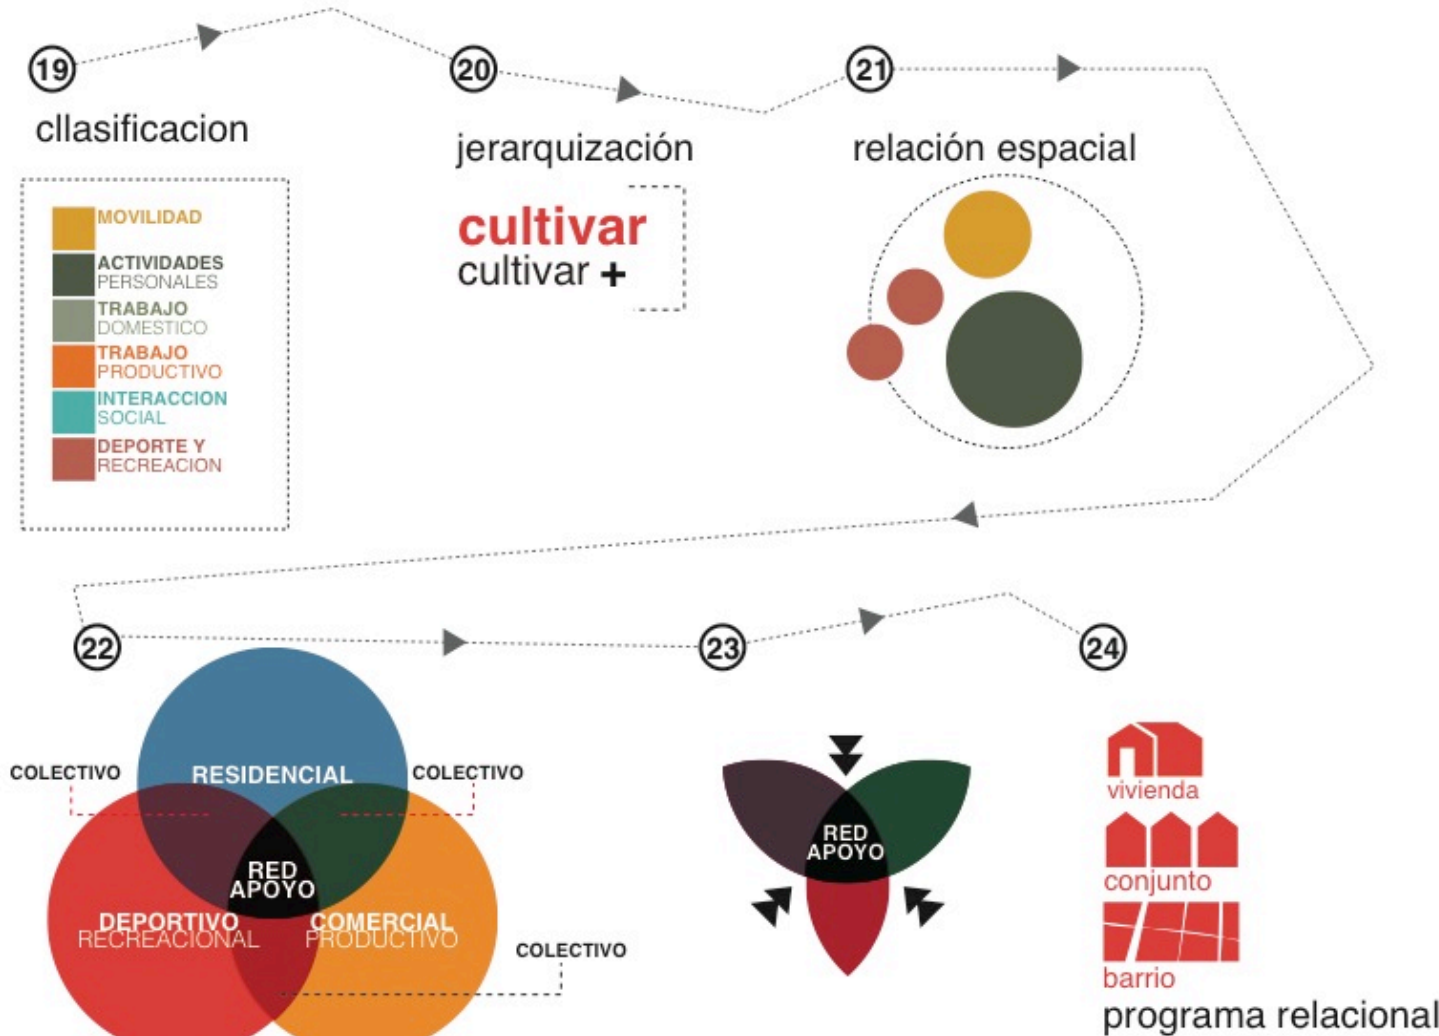 19
20
21
cllasificacion
jerarquización
relación espacial
MOVILIDAD
ACTIVIDADES
PERSONALES
TRABAJO
DOMESTICO
TRABAJO
PRODUCTIVO
INTERACCION
SOCIAL
DEPORTE Y
RECREACION
cultivar
cultivar +
22
23
24
COLECTIVO
RESIDENCIAL
COLECTIVO
RED
APOYO
DEPORTIVO
RECREACIONAL
COMERCIAL
PRODUCTIVO
COLECTIVO
RED
APOYO
vivienda
conjunto
barrio
programa relacional